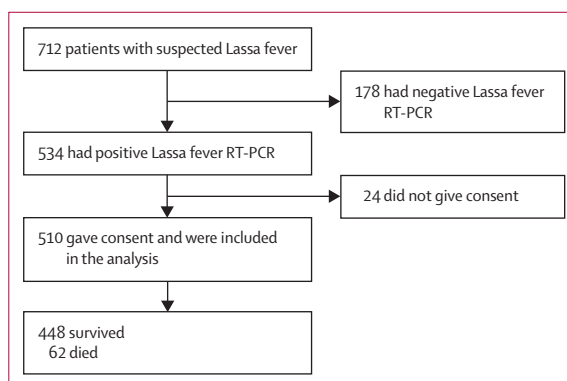 712 patients with suspected Lassa fever
178 had negative Lassa fever
RT-PCR
534 had positive Lassa fever RT-PCR
24 did not give consent
510 gave consent and were included
in the analysis
448 survived
62 died